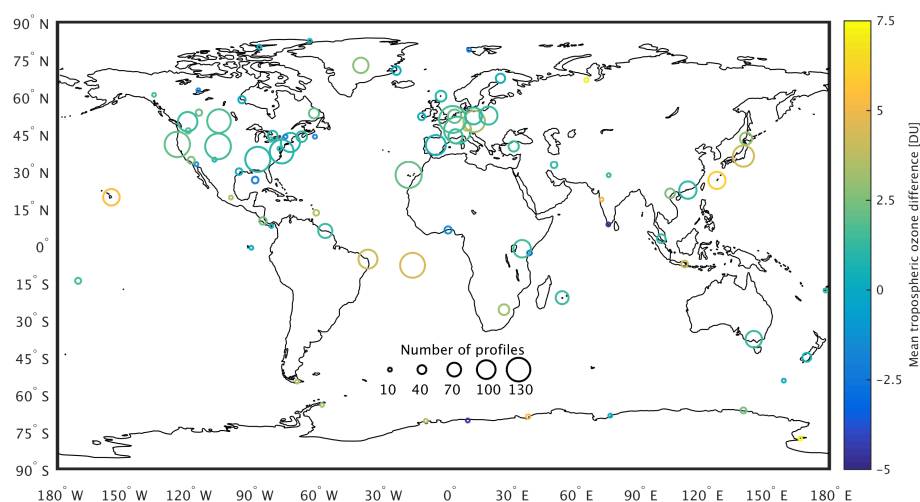 90° N
75° N
60° N
45° N
30° N
15° N
0°
15° S
30° S
45° S
60° S
75° S
90° S
Number of profiles
10 40 70 100 130
180° W 150° W 120° W 90° W 60° W 30° W 0° E 30° E 60° E 90° E 120° E 150° E 180° E
7.5
5
2.5
0
−2.5
−5
Mean tropospheric ozone difference [DU]